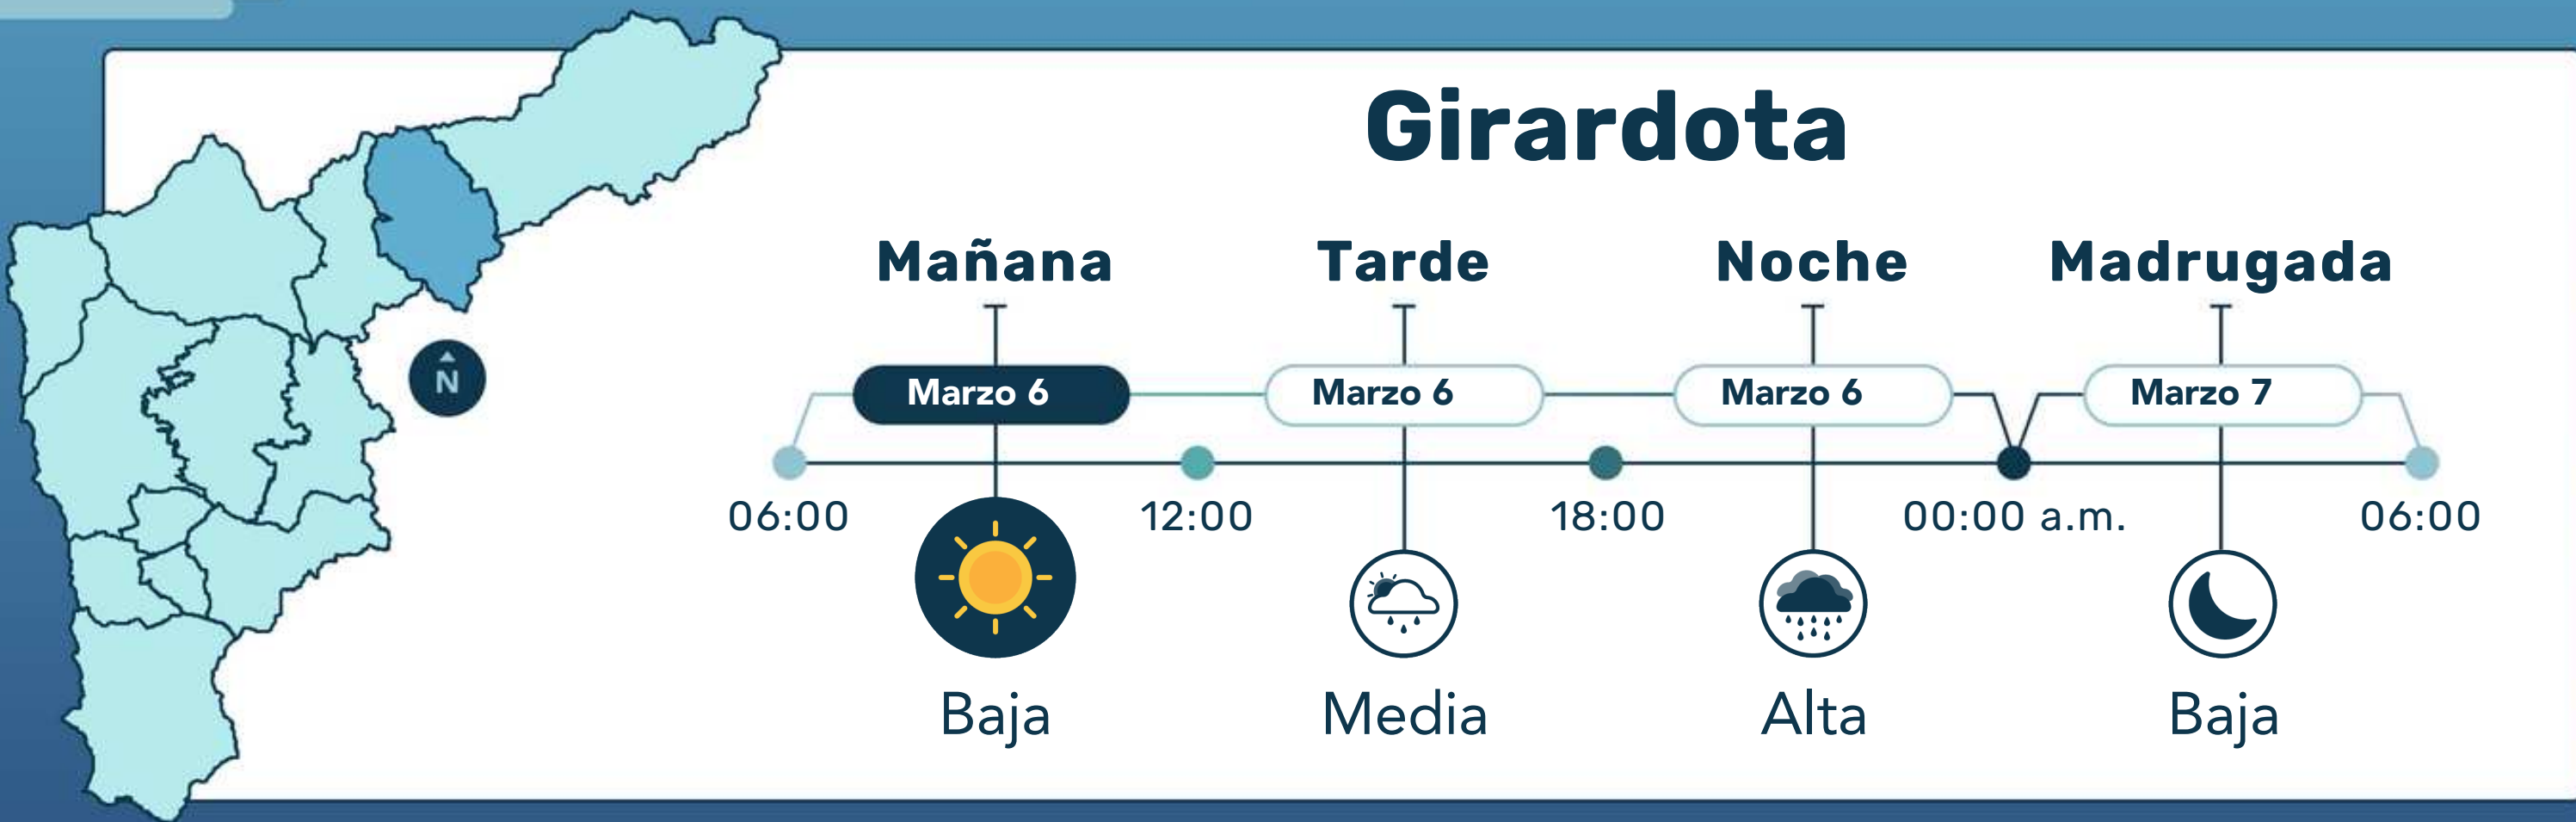 Girardota
Mañana Tarde Noche Madrugada
Marzo 6 Marzo 6 Marzo 6 Marzo 7
N
06:00 12:00 18:00 00:00 a.m. 06:00
Baja Media Alta Baja